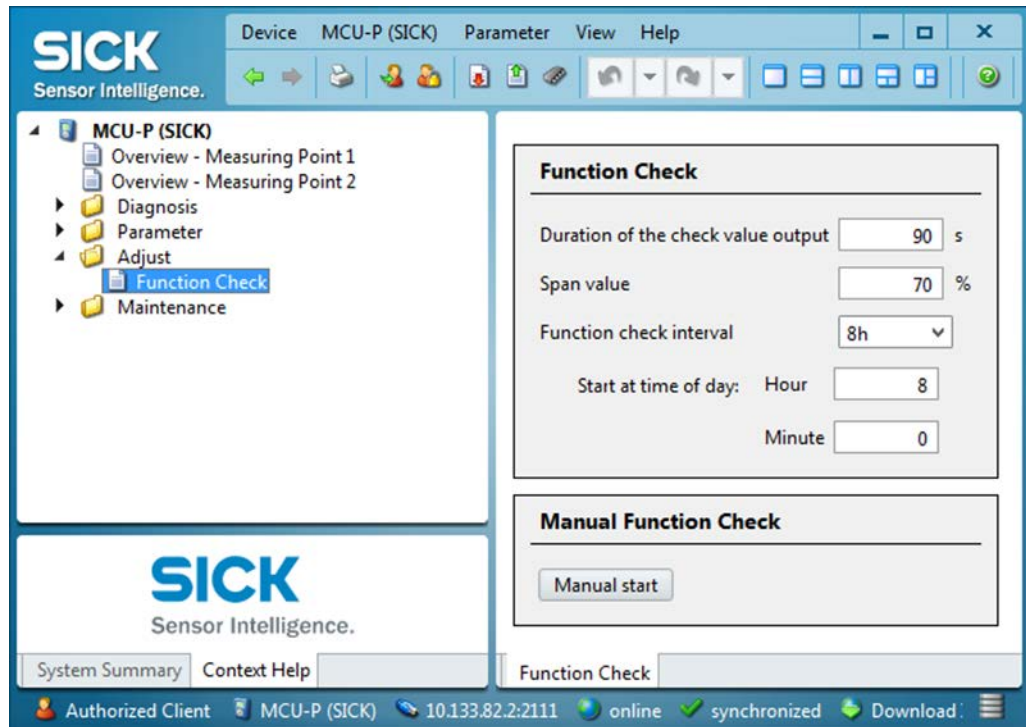 SICK
Sensor Intelligence.
Device MCU-P (SICK) Parameter View Help
MCU-P (SICK)
Overview - Measuring Point 1
Overview - Measuring Point 2
Diagnosis
Parameter
Adjust
Function Check
Maintenance
SICK
Sensor Intelligence.
System Summary Context Help
Function Check
Duration of the check value output 90 s
Span value 70 %
Function check interval 8h
Start at time of day: Hour 8
Minute 0
Manual Function Check
Manual start
Function Check
Authorized Client MCU-P (SICK) 10.133.82.2:2111 online synchronized Download